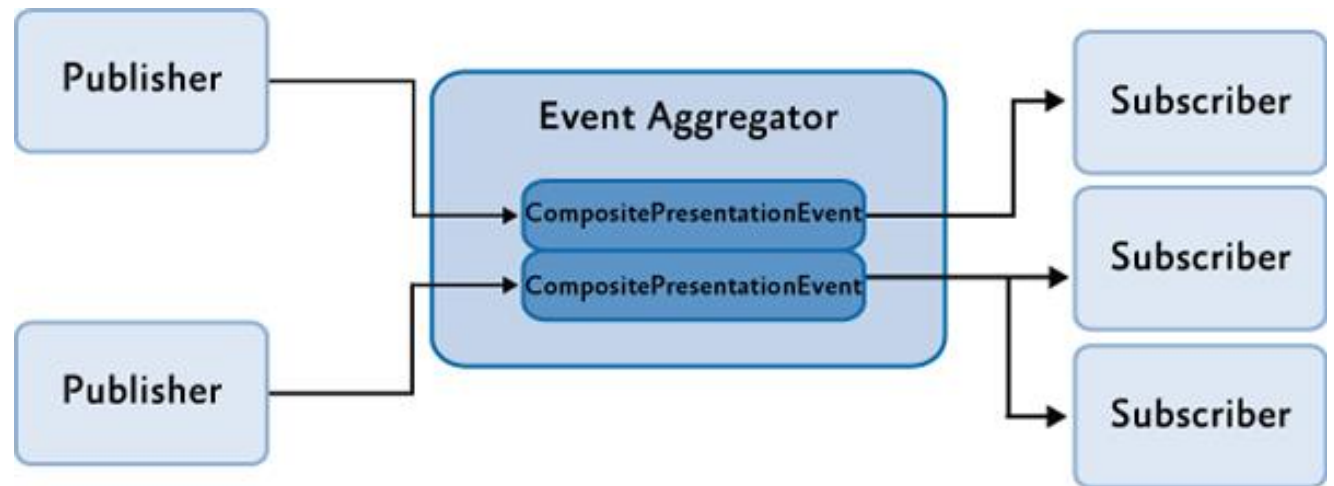 Publisher
Event Aggregator
Subscriber
CompositePresentationEvent
Subscriber
CompositePresentationEvent
Publisher
Subscriber